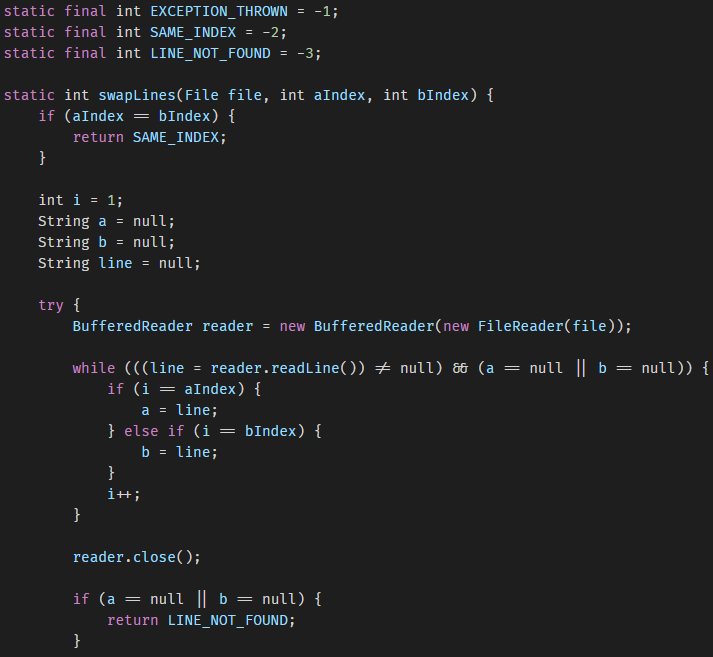 static final int EXCEPTION_THROWN = -1;
static final int SAME_INDEX = -2;
static final int LINE_NOT_FOUND = -3;

static int swapLines(File file, int aIndex, int bIndex) {
    if (aIndex == bIndex) {
        return SAME_INDEX;
    }

    int i = 1;
    String a = null;
    String b = null;
    String line = null;

    try {
        BufferedReader reader = new BufferedReader(new FileReader(file));

        while (((line = reader.readLine()) != null) && (a == null || b == null)) {
            if (i == aIndex) {
                a = line;
            } else if (i == bIndex) {
                b = line;
            }
            i++;
        }

        reader.close();

        if (a == null || b == null) {
            return LINE_NOT_FOUND;
        }